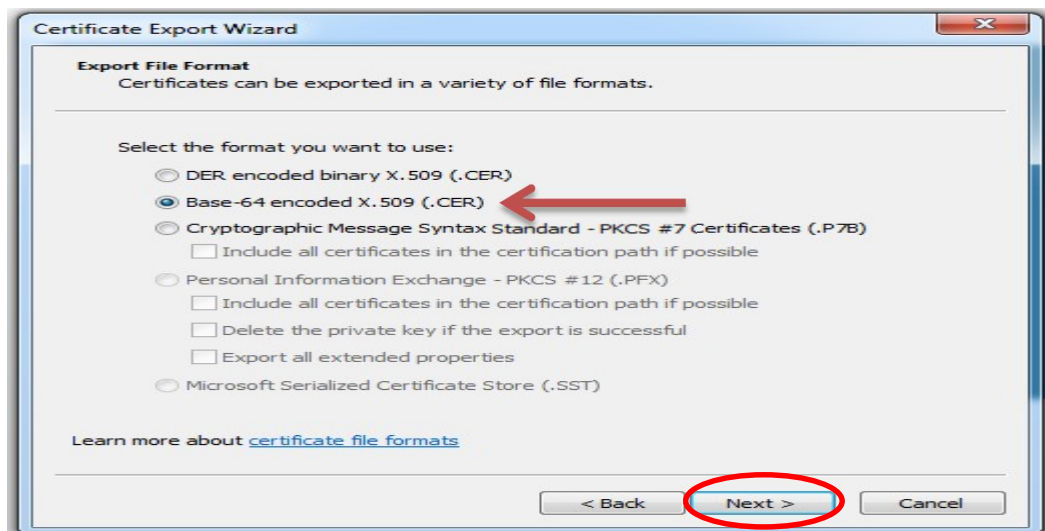 Certificate Export Wizard
Export File Format
Certificates can be exported in a variety of file formats.
Select the format you want to use:
DER encoded binary X.509 (.CER)
Base-64 encoded X.509 (.CER)
Cryptographic Message Syntax Standard - PKCS #7 Certificates (.P7B)
Include all certificates in the certification path if possible
Personal Information Exchange - PKCS #12 (.PFX)
Include all certificates in the certification path if possible
Delete the private key if the export is successful
Export all extended properties
Microsoft Serialized Certificate Store (.SST)
Learn more about certificate file formats
< Back Next > Cancel